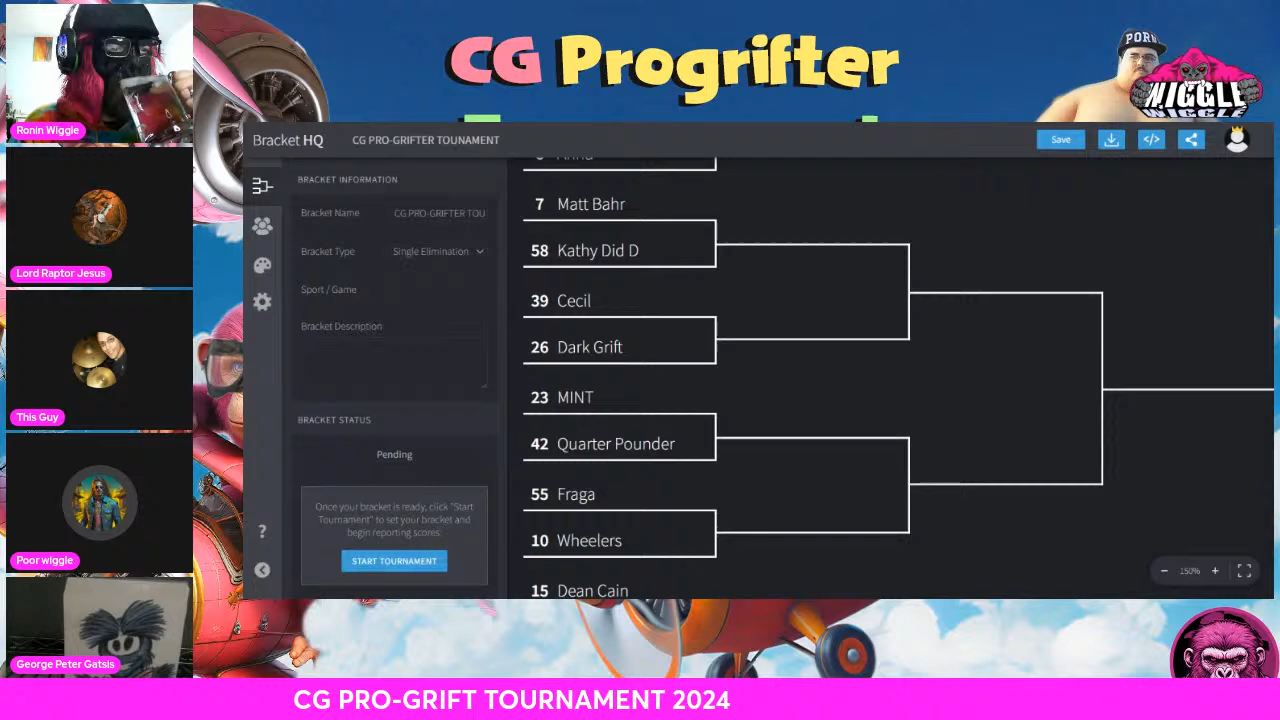 CG Progrifter
PORN
WIGGLE
WIGGLE
Ronin Wiggle
Lord Raptor Jesus
This Guy
Poor wiggle
George Peter Gatsis
Bracket HQ
CG PRO-GRIFTER TOURNAMENT
Save
</>
BRACKET INFORMATION
Bracket Name
CG PRO-GRIFTER TOU
Bracket Type
Single Elimination
Sport / Game
Bracket Description
BRACKET STATUS
Pending
Once your bracket is ready, click "Start
Tournament" to set your bracket and
begin reporting scores:
START TOURNAMENT
?
7 Matt Bahr
58 Kathy Did D
39 Cecil
26 Dark Grift
23 MINT
42 Quarter Pounder
55 Fraga
10 Wheelers
15 Dean Cain
− 150% +
CG PRO-GRIFT TOURNAMENT 2024